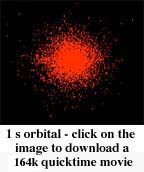 1 s orbital - click on the
image to download a
164k quicktime movie